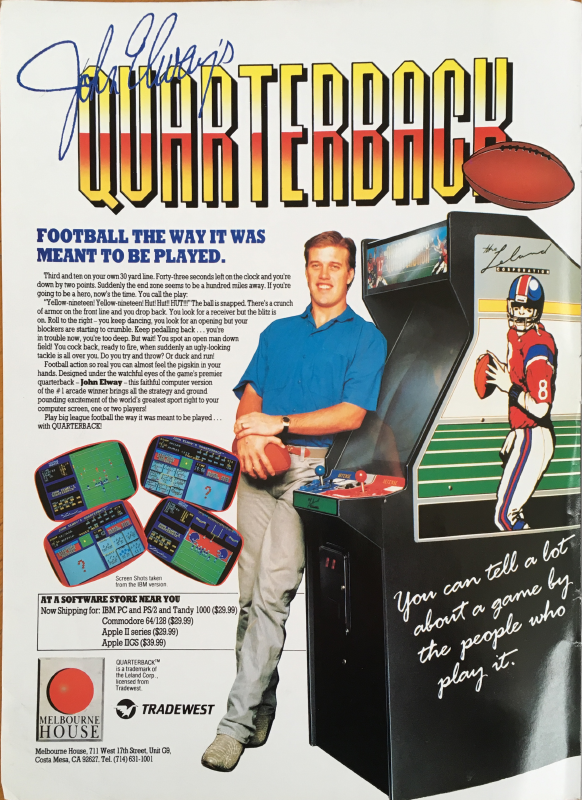 John Elway's
QUARTERBACK
FOOTBALL THE WAY IT WAS
MEANT TO BE PLAYED.
Third and ten on your own 30 yard line. Forty-three seconds left on the clock and you're
down by two points. Suddenly the end zone seems to be a hundred miles away. If you're
going to be a hero, now's the time. You call the play:
"Yellow-nineteen! Yellow-nineteen! Hut! Hut!! HUT!!!" The ball is snapped. There's a crunch
of armor on the front line and you drop back. You look for a receiver but the blitz is
on. Roll to the right – you keep dancing, you look for an opening but your
blockers are starting to crumble. Keep pedalling back . . . you're
in trouble now, you're too deep. But wait! You spot an open man down
field! You cock back, ready to fire, when suddenly an ugly-looking
tackle is all over you. Do you try and throw? Or duck and run!
Football action so real you can almost feel the pigskin in your
hands. Designed under the watchful eyes of the game's premier
quarterback – John Elway – this faithful computer version
of the #1 arcade winner brings all the strategy and ground
pounding excitement of the world's greatest sport right to your
computer screen, one or two players!
Play big league football the way it was meant to be played . . .
with QUARTERBACK!
the Leland
CORPORATION
8
Screen Shots taken
from the IBM version.
AT A SOFTWARE STORE NEAR YOU
Now Shipping for: IBM PC and PS/2 and Tandy 1000 ($29.99)
Commodore 64/128 ($29.99)
Apple II series ($29.99)
Apple IIGS ($39.99)
You can tell a lot
about a game by
the people who
play it.
MELBOURNE
HOUSE
QUARTERBACK™
is a trademark of
the Leland Corp.,
licensed from
Tradewest.
TRADEWEST
Melbourne House, 711 West 17th Street, Unit G8,
Costa Mesa, CA 92627. Tel. (714) 631-1001